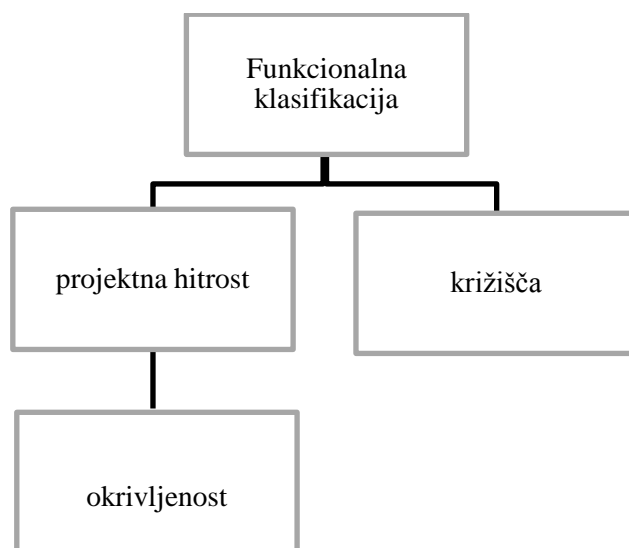 Funkcionalna
klasifikacija
projektna hitrost
križišča
okrivljenost